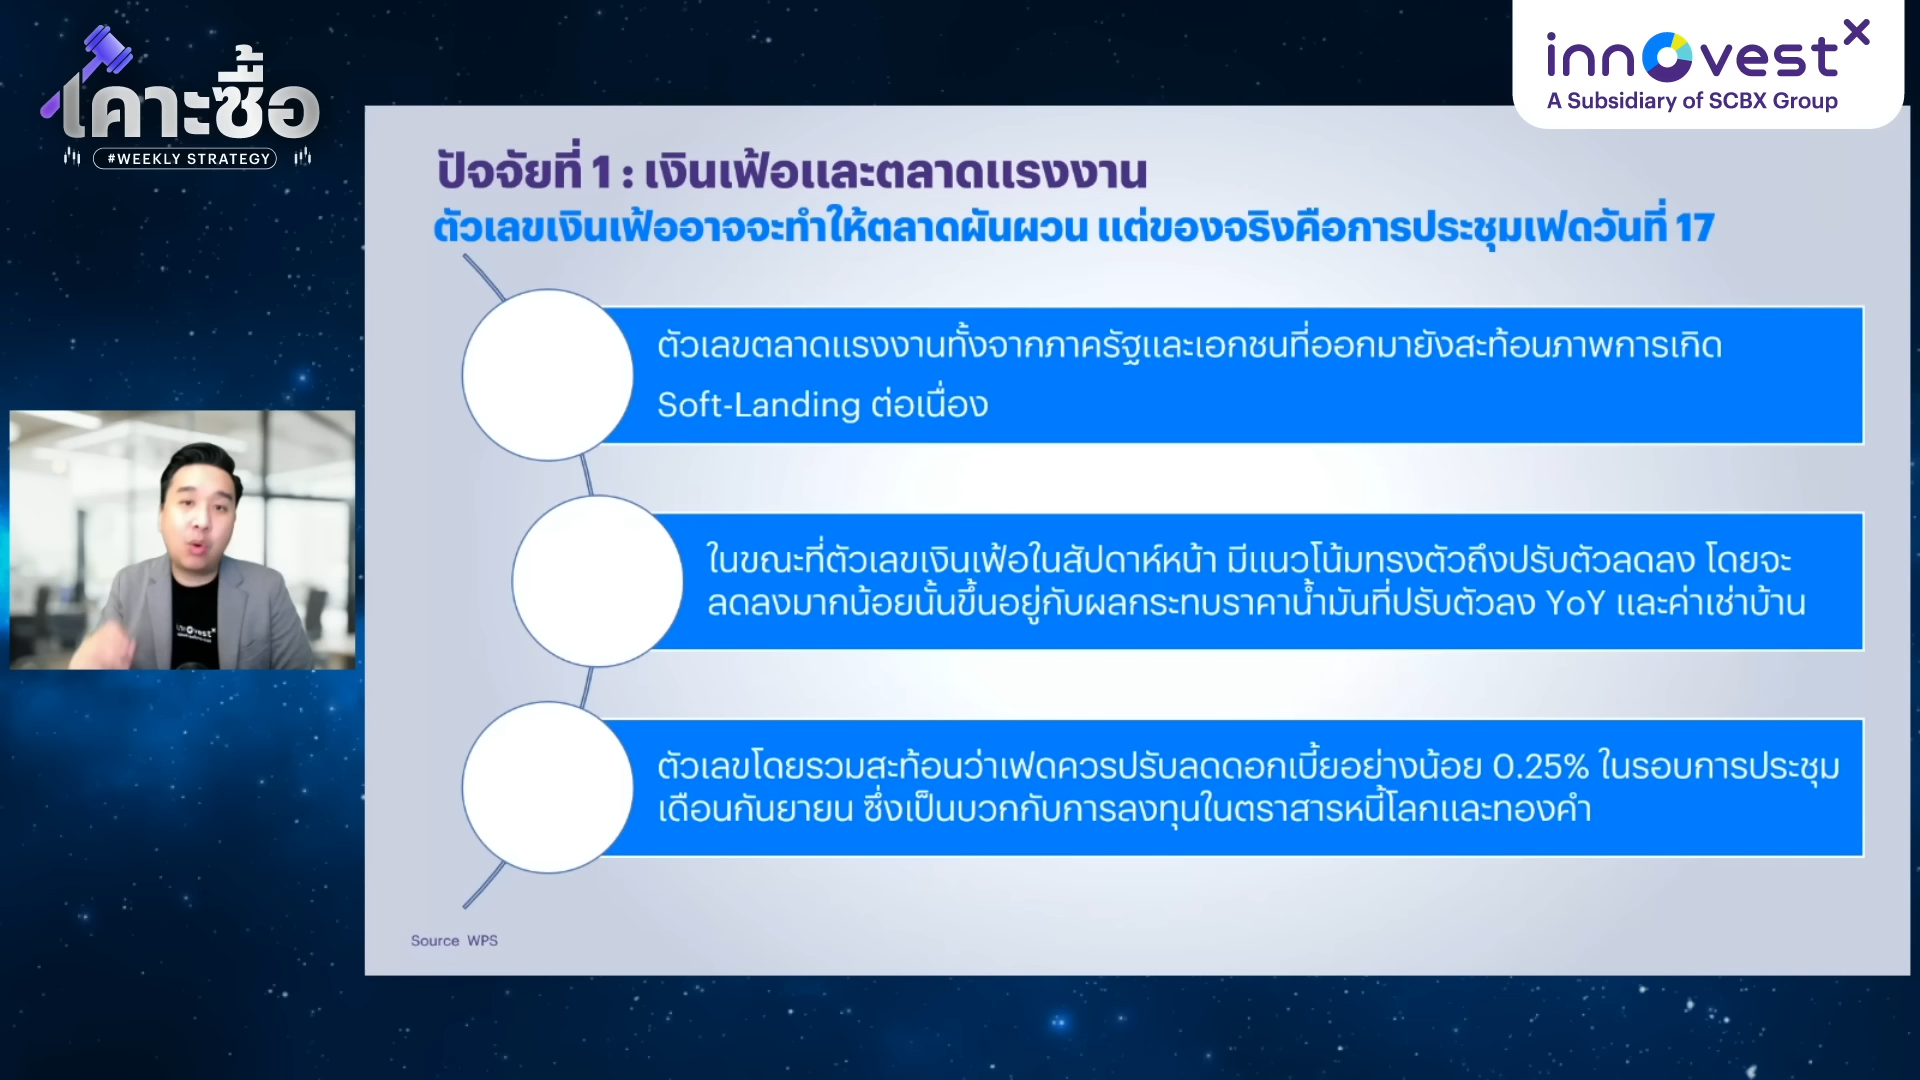 เคาะซื้อ
#WEEKLY STRATEGY
innovestx
A Subsidiary of SCBX Group
ปัจจัยที่ 1 : เงินเฟ้อและตลาดแรงงาน
ตัวเลขเงินเฟ้ออาจจะทำให้ตลาดผันผวน แต่ของจริงคือการประชุมเฟดวันที่ 17
ตัวเลขตลาดแรงงานทั้งจากภาครัฐและเอกชนที่ออกมายังสะท้อนภาพการเกิด
Soft-Landing ต่อเนื่อง
ในขณะที่ตัวเลขเงินเฟ้อในสัปดาห์หน้า มีแนวโน้มทรงตัวถึงปรับตัวลดลง โดยจะ
ลดลงมากน้อยนั้นขึ้นอยู่กับผลกระทบราคาน้ำมันที่ปรับตัวลง YoY และค่าเช่าบ้าน
ตัวเลขโดยรวมสะท้อนว่าเฟดควรปรับลดดอกเบี้ยอย่างน้อย 0.25% ในรอบการประชุม
เดือนกันยายน ซึ่งเป็นบวกกับการลงทุนในตราสารหนี้โลกและทองคำ
Source WPS
innovestx